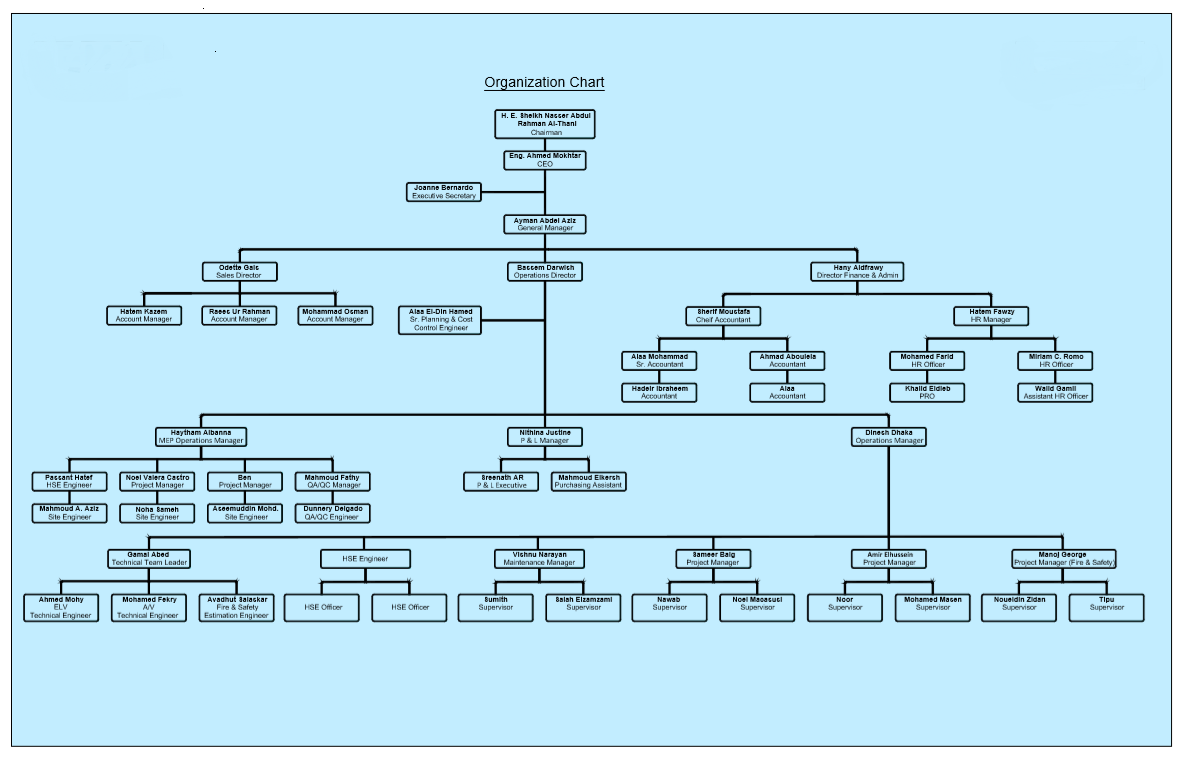 Organization Chart
H. E. Sheikh Nasser Abdul
Rahman Al-Thani
Chairman
Eng. Ahmed Mokhtar
CEO
Joanne Bernardo
Executive Secretary
Ayman Abdel Aziz
General Manager
Odette Gais
Sales Director
Bassem Darwish
Operations Director
Hany Aldfrawy
Director Finance & Admin
Hatem Kazem
Account Manager
Raees Ur Rahman
Account Manager
Mohammad Osman
Account Manager
Alaa El-Din Hamed
Sr. Planning & Cost
Control Engineer
Sherif Moustafa
Cheif Accountant
Hatem Fawzy
HR Manager
Alaa Mohammad
Sr. Accountant
Ahmad Abouleia
Accountant
Mohamed Farid
HR Officer
Miriam C. Romo
HR Officer
Hadeir Ibraheem
Accountant
Alaa
Accountant
Khalid Eldieb
PRO
Walid Gamil
Assistant HR Officer
Haytham Albanna
MEP Operations Manager
Nithina Justine
P & L Manager
Dinesh Dhaka
Operations Manager
Passant Hatef
HSE Engineer
Noel Valera Castro
Project Manager
Ben
Project Manager
Mahmoud Fathy
QA/QC Manager
Sreenath AR
P & L Executive
Mahmoud Elkersh
Purchasing Assistant
Mahmoud A. Aziz
Site Engineer
Noha Sameh
Site Engineer
Aseemuddin Mohd.
Site Engineer
Dunnery Delgado
QA/QC Engineer
Gamal Abed
Technical Team Leader
HSE Engineer
Vishnu Narayan
Maintenance Manager
Sameer Baig
Project Manager
Amir Elhussein
Project Manager
Manoj George
Project Manager (Fire & Safety)
Ahmed Mohy
ELV
Technical Engineer
Mohamed Fekry
A/V
Technical Engineer
Avadhut Salaskar
Fire & Safety
Estimation Engineer
HSE Officer
HSE Officer
Sumith
Supervisor
Salah Elzamzami
Supervisor
Nawab
Supervisor
Noel Maoasusi
Supervisor
Noor
Supervisor
Mohamed Masen
Supervisor
Noueldin Zidan
Supervisor
Tipu
Supervisor